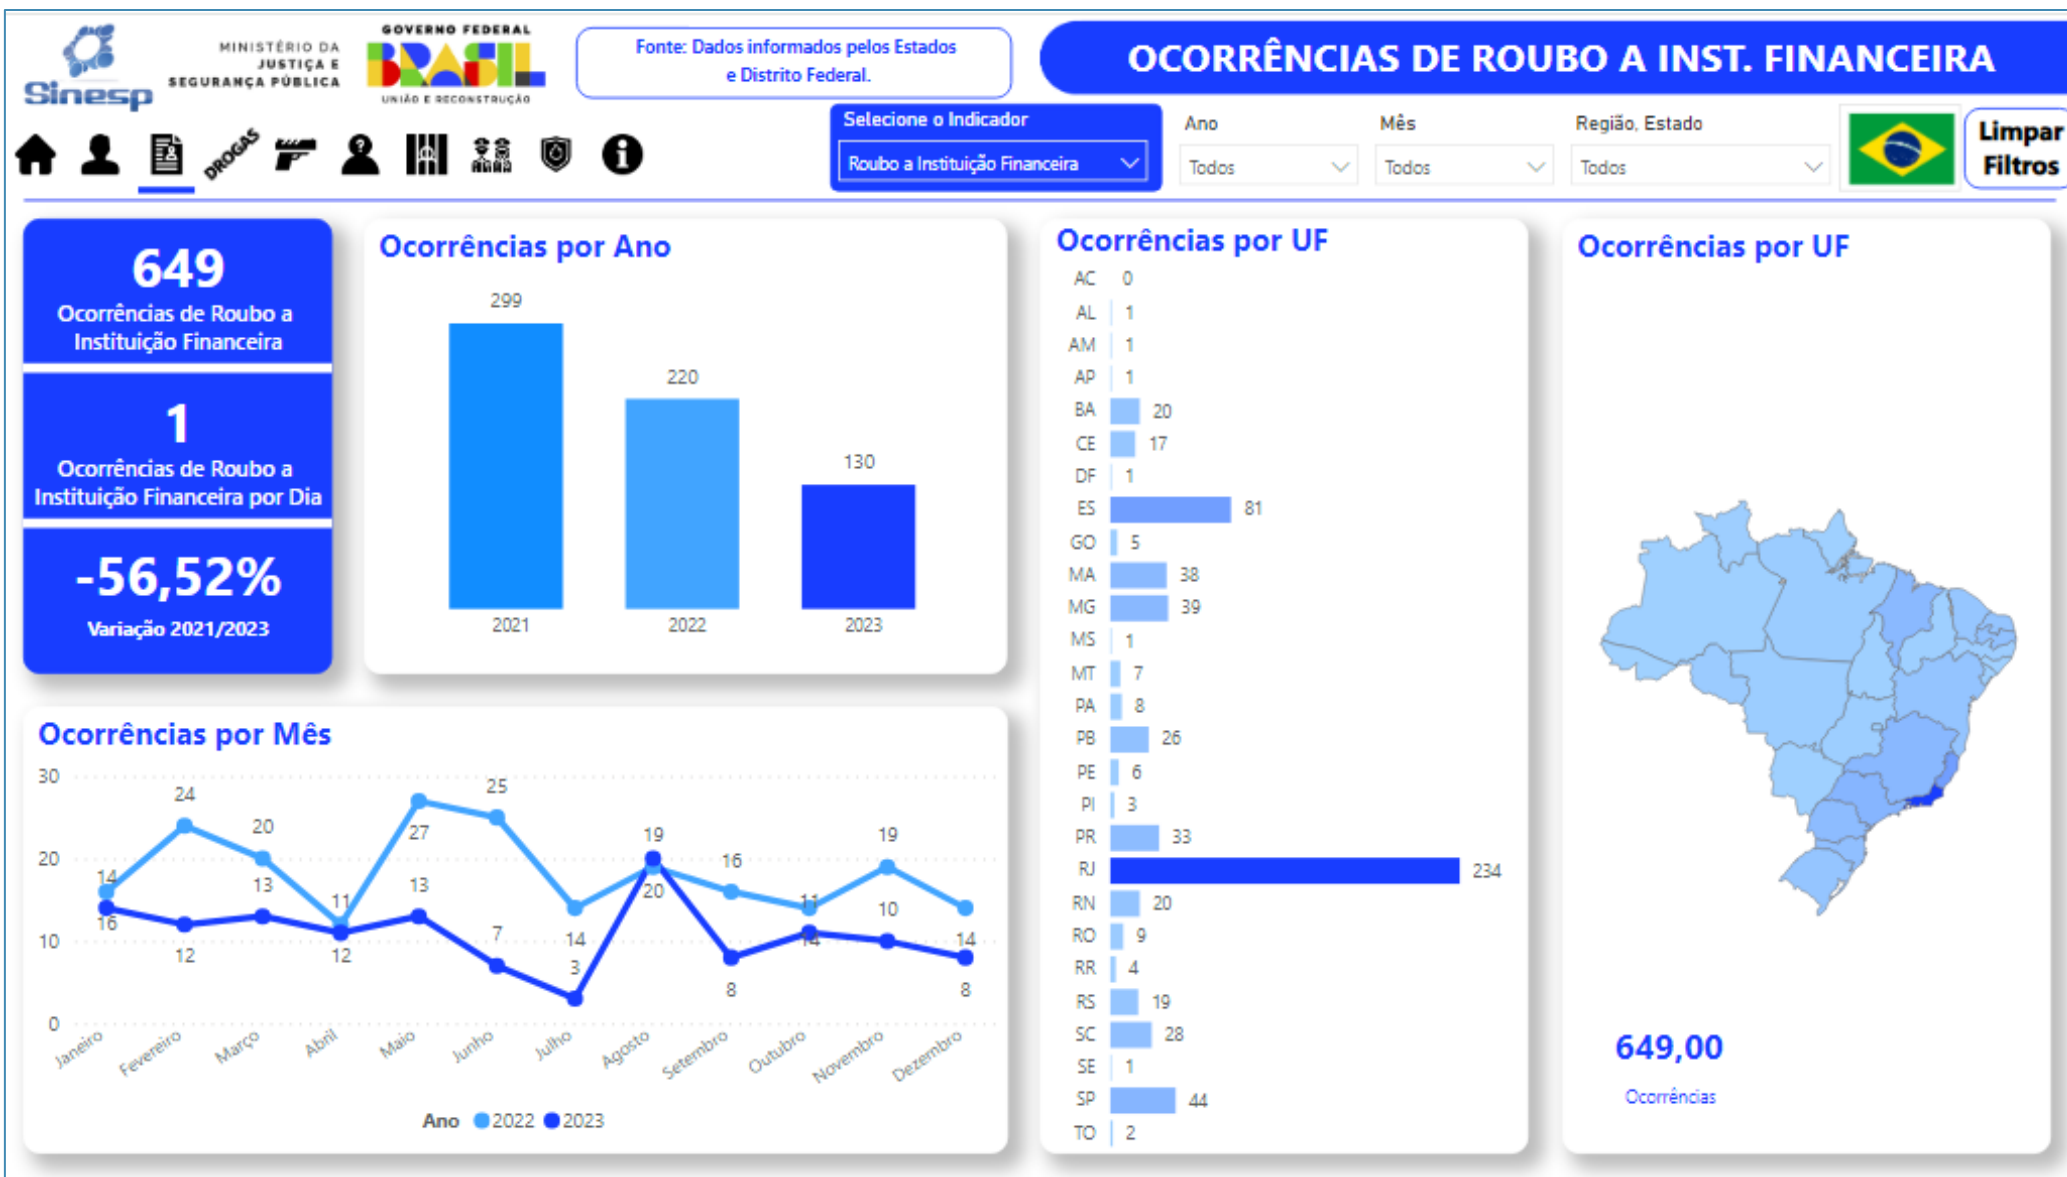 Sinesp
MINISTÉRIO DA
JUSTIÇA E
SEGURANÇA PÚBLICA
GOVERNO FEDERAL
BRASIL
UNIÃO E RECONSTRUÇÃO
Fonte: Dados informados pelos Estados
e Distrito Federal.
OCORRÊNCIAS DE ROUBO A INST. FINANCEIRA
DROGAS
Selecione o Indicador
Roubo a Instituição Financeira
Ano
Todos
Mês
Todos
Região, Estado
Todos
Limpar
Filtros
649
Ocorrências de Roubo a
Instituição Financeira
1
Ocorrências de Roubo a
Instituição Financeira por Dia
-56,52%
Variação 2021/2023
Ocorrências por Ano
299
220
130
2021
2022
2023
Ocorrências por Mês
30
20
10
0
14
24
20
11
27
25
14
19
16
11
19
14
16
12
13
12
13
7
3
20
8
14
10
8
Janeiro
Fevereiro
Março
Abril
Maio
Junho
Julho
Agosto
Setembro
Outubro
Novembro
Dezembro
Ano 2022 2023
Ocorrências por UF
AC 0
AL 1
AM 1
AP 1
BA 20
CE 17
DF 1
ES 81
GO 5
MA 38
MG 39
MS 1
MT 7
PA 8
PB 26
PE 6
PI 3
PR 33
RJ 234
RN 20
RO 9
RR 4
RS 19
SC 28
SE 1
SP 44
TO 2
Ocorrências por UF
649,00
Ocorrências